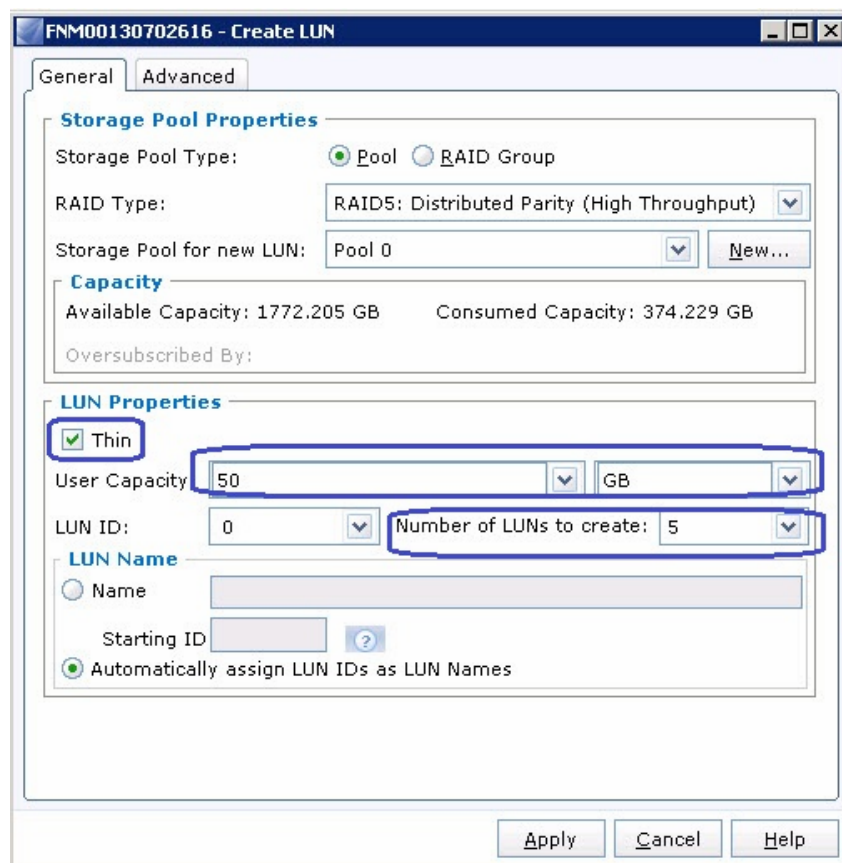 FNM00130702616 - Create LUN
General Advanced
Storage Pool Properties
Storage Pool Type: Pool RAID Group
RAID Type: RAID5: Distributed Parity (High Throughput)
Storage Pool for new LUN: Pool 0 New...
Capacity
Available Capacity: 1772.205 GB Consumed Capacity: 374.229 GB
Oversubscribed By:
LUN Properties
Thin
User Capacity 50 GB
LUN ID: 0 Number of LUNs to create: 5
LUN Name
Name
Starting ID ?
Automatically assign LUN IDs as LUN Names
Apply Cancel Help